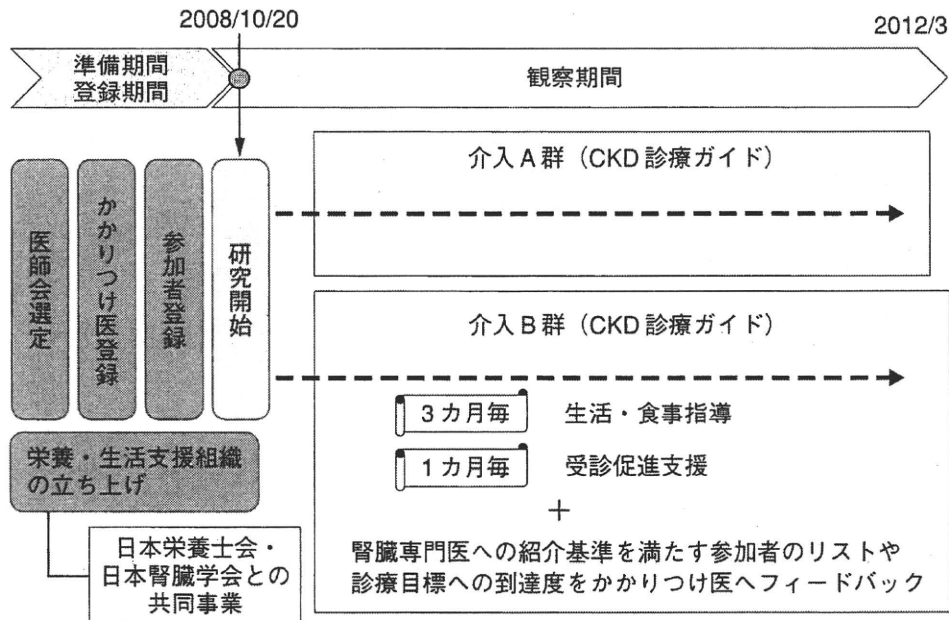 2008/10/20
2012/3
準備期間
登録期間
観察期間
医師会選定
かかりつけ医登録
参加者登録
研究開始
介入A群（CKD診療ガイド）
介入B群（CKD診療ガイド）
3カ月毎 生活・食事指導
1カ月毎 受診促進支援
+
腎臓専門医への紹介基準を満たす参加者のリストや
診療目標への到達度をかかりつけ医へフィードバック
栄養・生活支援組織
の立ち上げ
日本栄養士会・
日本腎臓学会との
共同事業